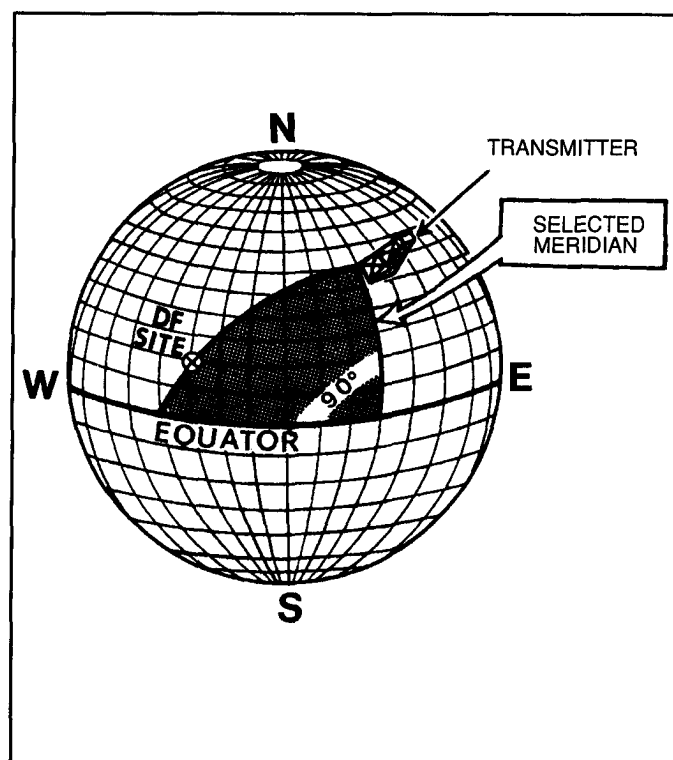 N
TRANSMITTER
SELECTED
MERIDIAN
DF
SITE
W
E
90°
EQUATOR
S